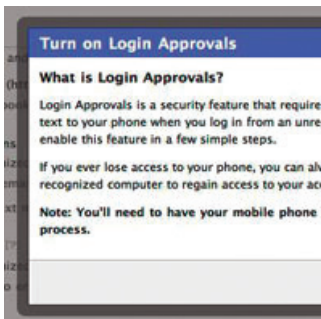 Turn on Login Approvals
What is Login Approvals?
Login Approvals is a security feature that require
text to your phone when you log in from an unre
enable this feature in a few simple steps.
If you ever lose access to your phone, you can al
recognized computer to regain access to your ac
Note: You'll need to have your mobile phone
process.